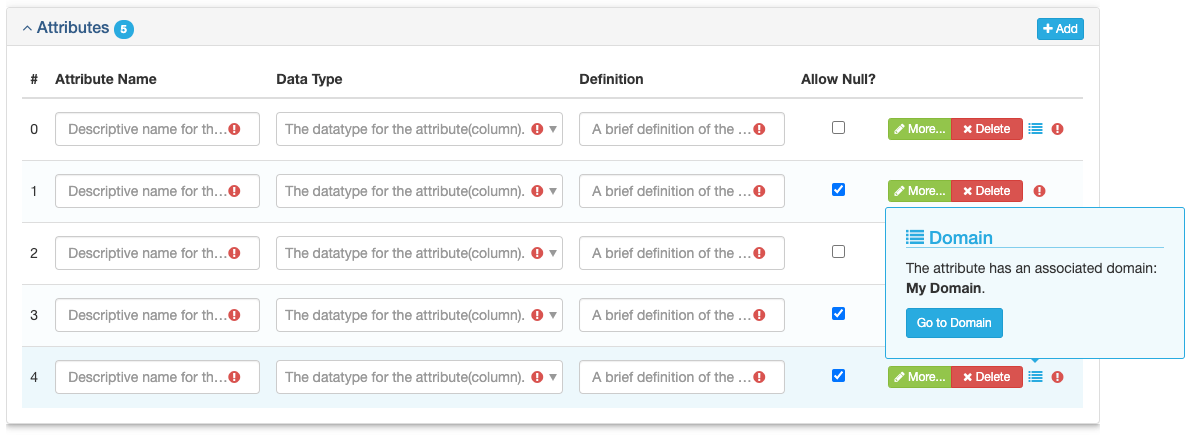 Attributes 5
Add
# Attribute Name Data Type Definition Allow Null?
0 Descriptive name for th... The datatype for the attribute(column). A brief definition of the ... More... Delete
1 Descriptive name for th... The datatype for the attribute(column). A brief definition of the ... More... Delete
2 Descriptive name for th... The datatype for the attribute(column). A brief definition of the ...
3 Descriptive name for th... The datatype for the attribute(column). A brief definition of the ...
Domain
The attribute has an associated domain:
My Domain.
Go to Domain
4 Descriptive name for th... The datatype for the attribute(column). A brief definition of the ... More... Delete